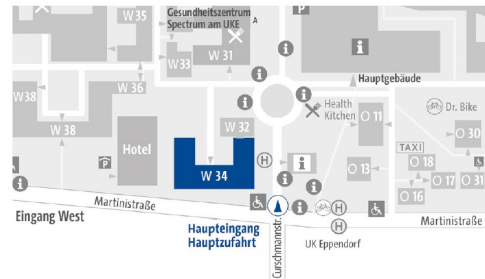 W 35
Gesundheitszentrum
Spectrum am UKE
A
P
i
W 31
W 33
i
Hauptgebäude
W 36
W38
i
i
i
Health
Kitchen
Dr. Bike
O 11
W 38
W 32
O 30
Hotel
TAXI
H
i
O 18
W 34
O 13
O 17
O 31
i
i
i
O 16
Martinistraße
i
H
Eingang West
Haupteingang
Hauptzufahrt
Curschmannstr.
H
Martinistraße
UK Eppendorf